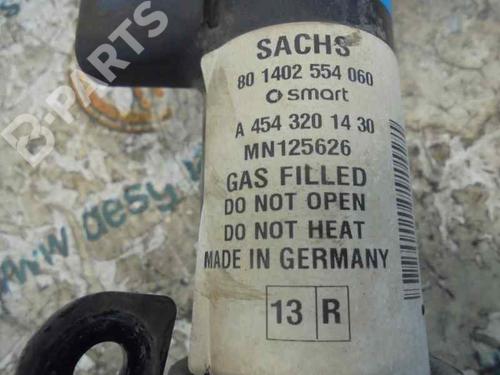 SACHS
80 1402 554 060
smart
A 454 320 14 30
MN125626
GAS FILLED
DO NOT OPEN
DO NOT HEAT
MADE IN GERMANY
13 R
B-PARTS